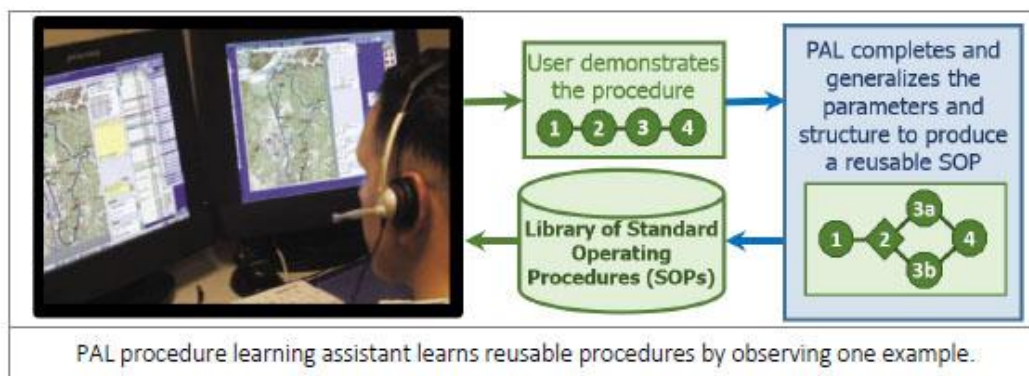 User demonstrates
the procedure
1 2 3 4
PAL completes and
generalizes the
parameters and
structure to produce
a reusable SOP
1 2 3a 3b 4
Library of Standard
Operating
Procedures (SOPs)
PAL procedure learning assistant learns reusable procedures by observing one example.